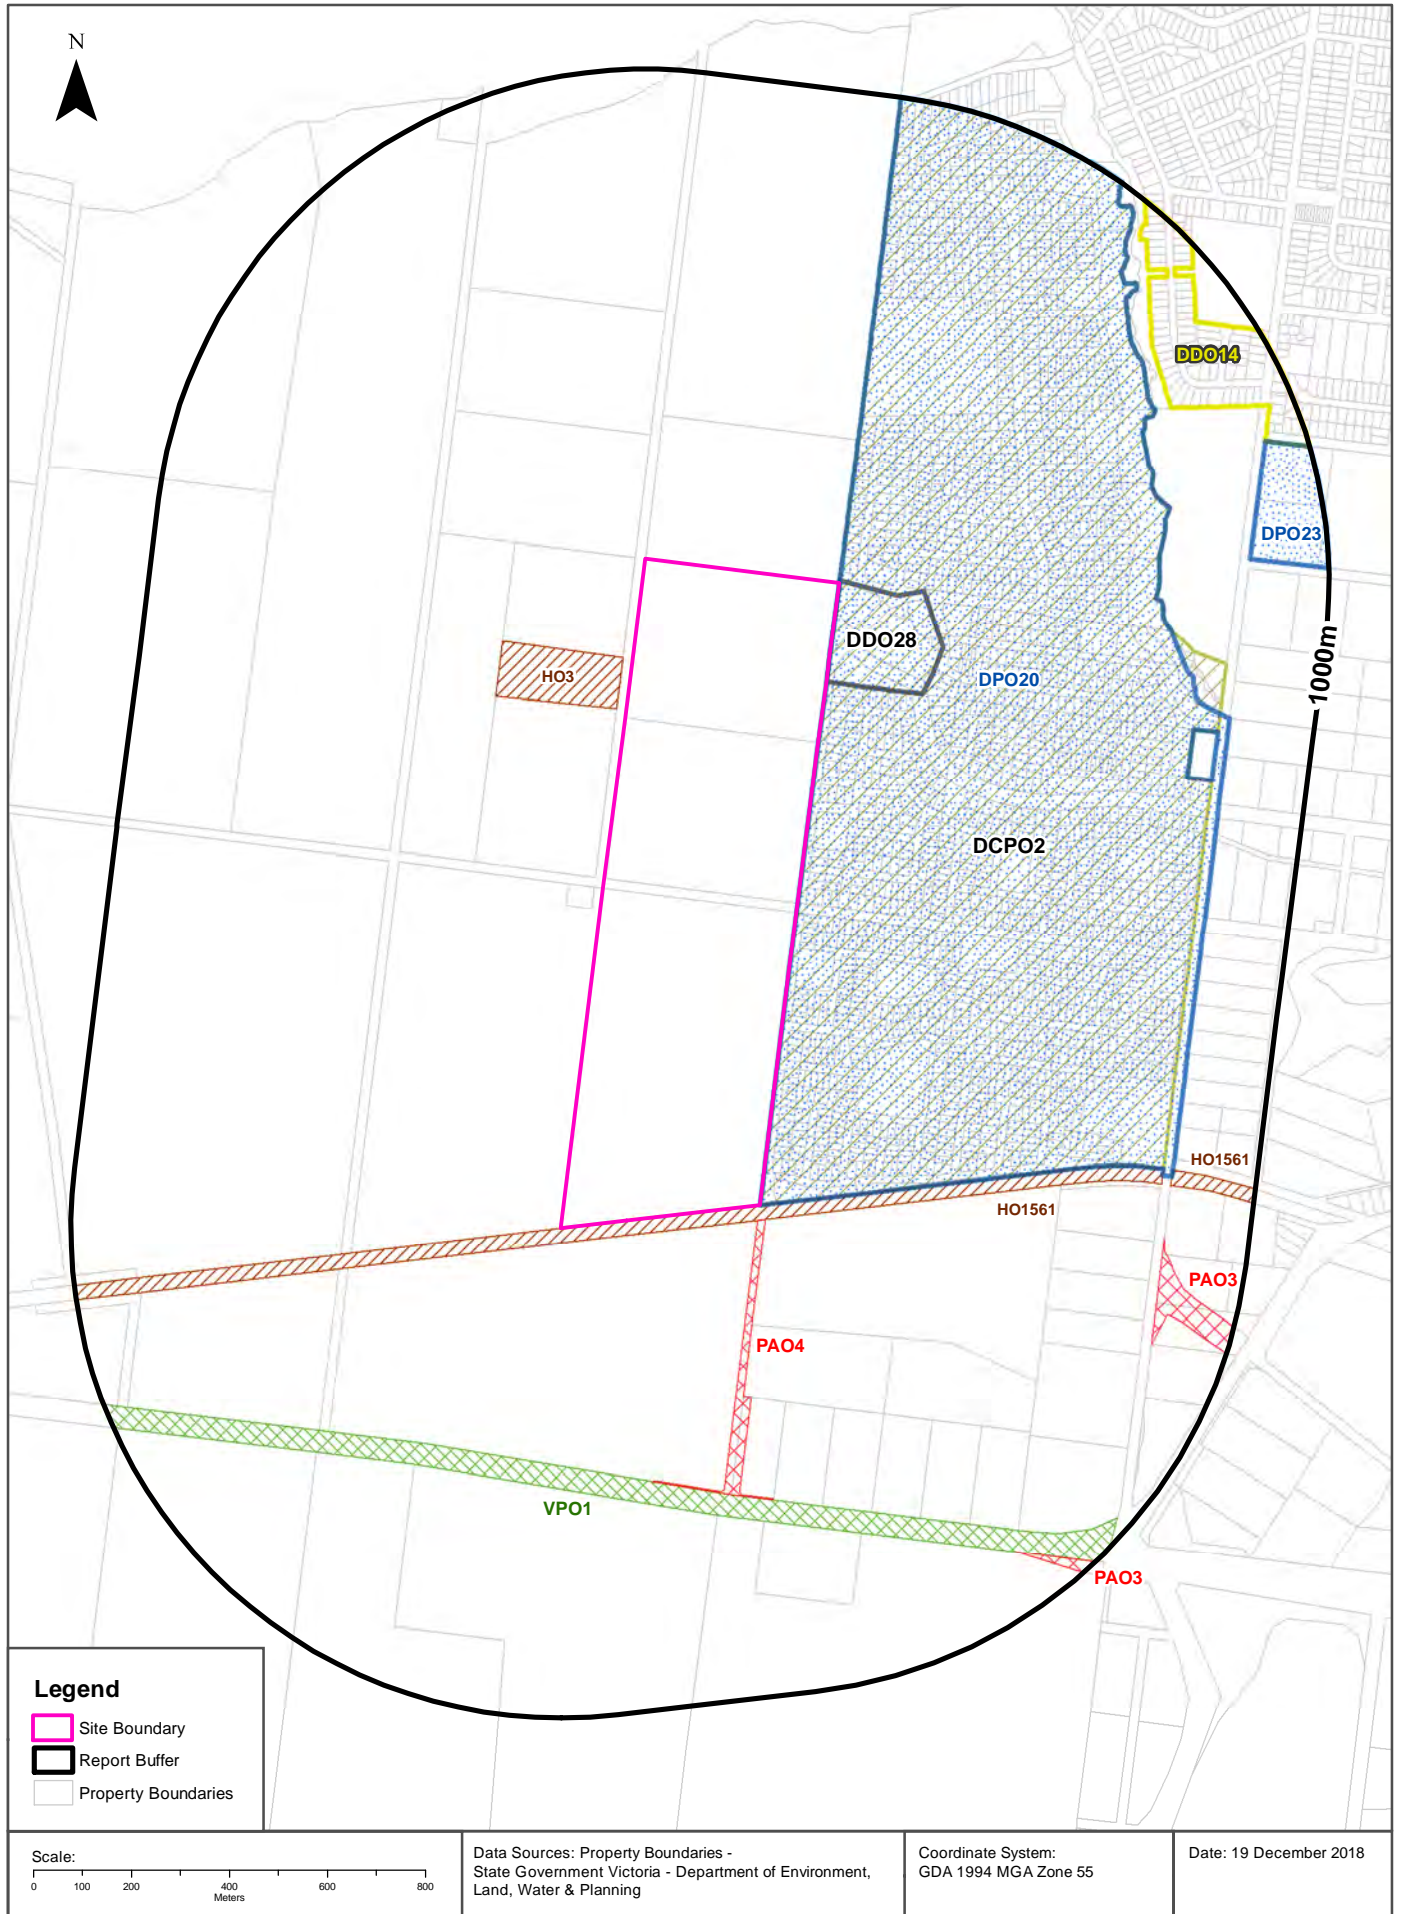 N
DDO14
DPO23
DDO28
HO3
DPO20
1000m
DCPO2
HO1561
HO1561
PAO3
PAO4
VPO1
PAO3
Legend
Site Boundary
Report Buffer
Property Boundaries
Scale:
0 100 200 400 600 800
Meters
Data Sources: Property Boundaries -
State Government Victoria - Department of Environment,
Land, Water & Planning
Coordinate System:
GDA 1994 MGA Zone 55
Date: 19 December 2018